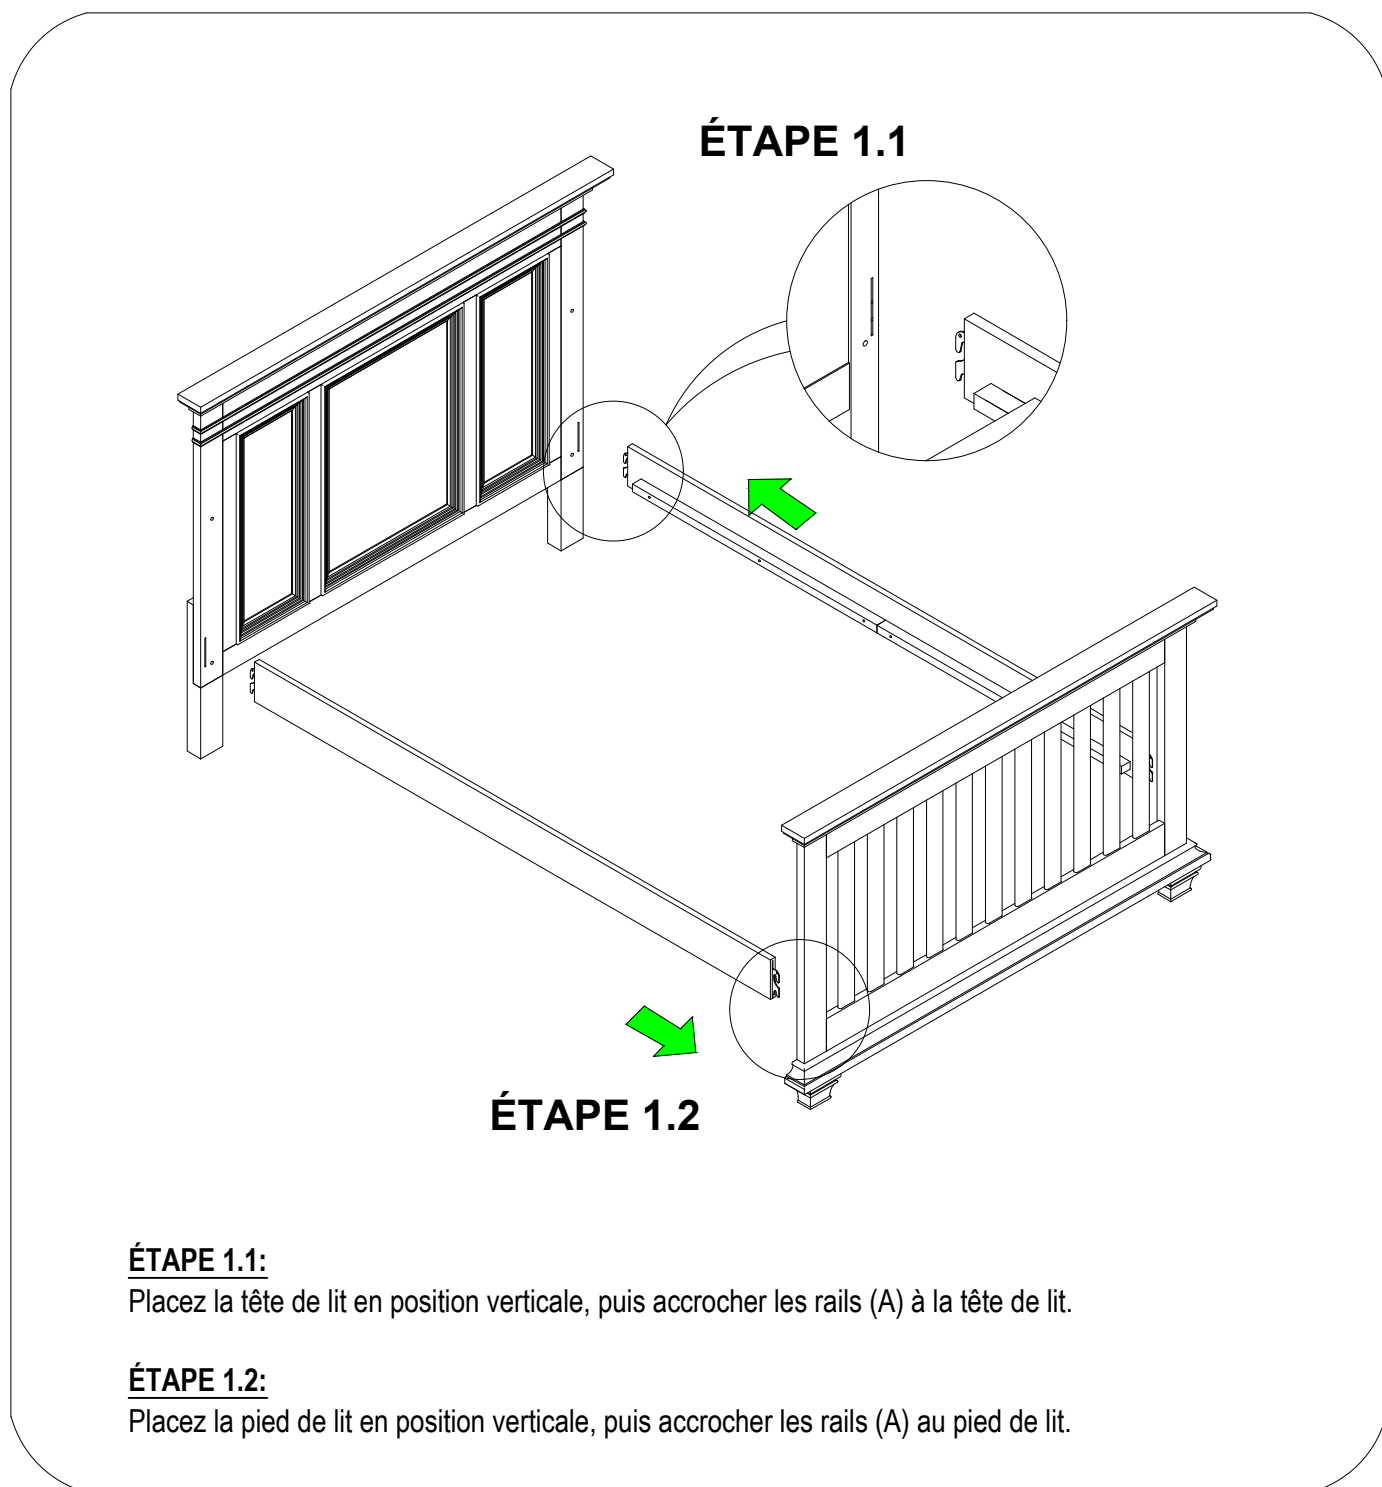 ÉTAPE 1.1
ÉTAPE 1.2
ÉTAPE 1.1:
Placez la tête de lit en position verticale, puis accrocher les rails (A) à la tête de lit.
ÉTAPE 1.2:
Placez la pied de lit en position verticale, puis accrocher les rails (A) au pied de lit.